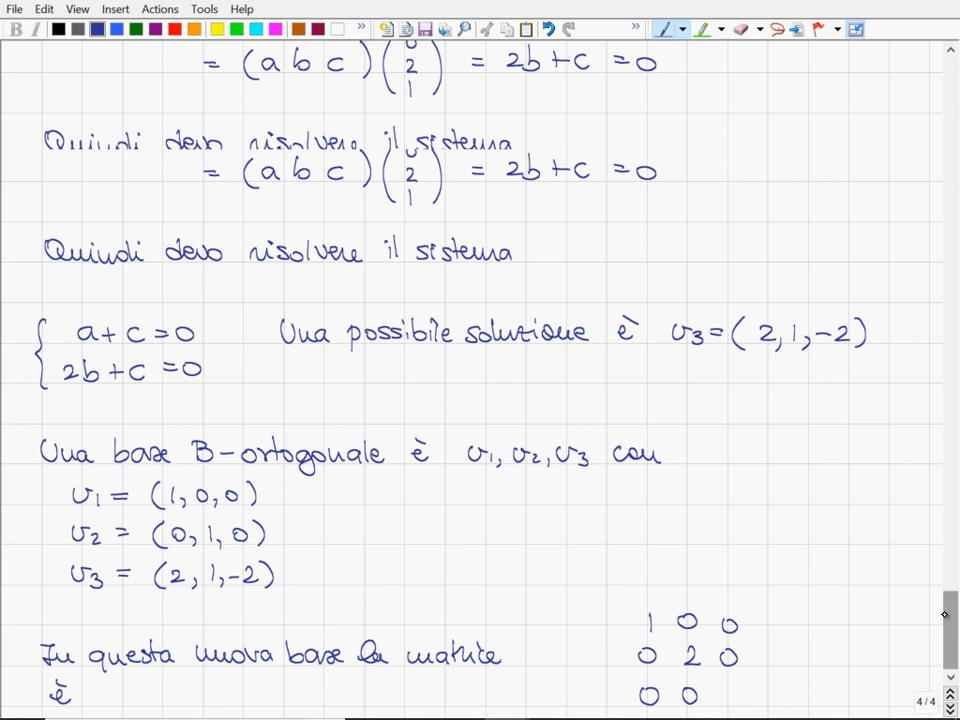 File Edit View Insert Actions Tools Help
B I
= (a b c) (0 2 1) = 2b + c = 0
Quindi devo risolvere il sistema
= (a b c) (0 2 1) = 2b + c = 0
Quindi devo risolvere il sistema
{ a + c = 0 Una possibile soluzione è v3 = (2, 1, -2)
2b + c = 0
Una base B-ortogonale è v1, v2, v3 con
v1 = (1, 0, 0)
v2 = (0, 1, 0)
v3 = (2, 1, -2)
1 0 0
In questa nuova base la matrice 0 2 0
è 0 0
4 / 4